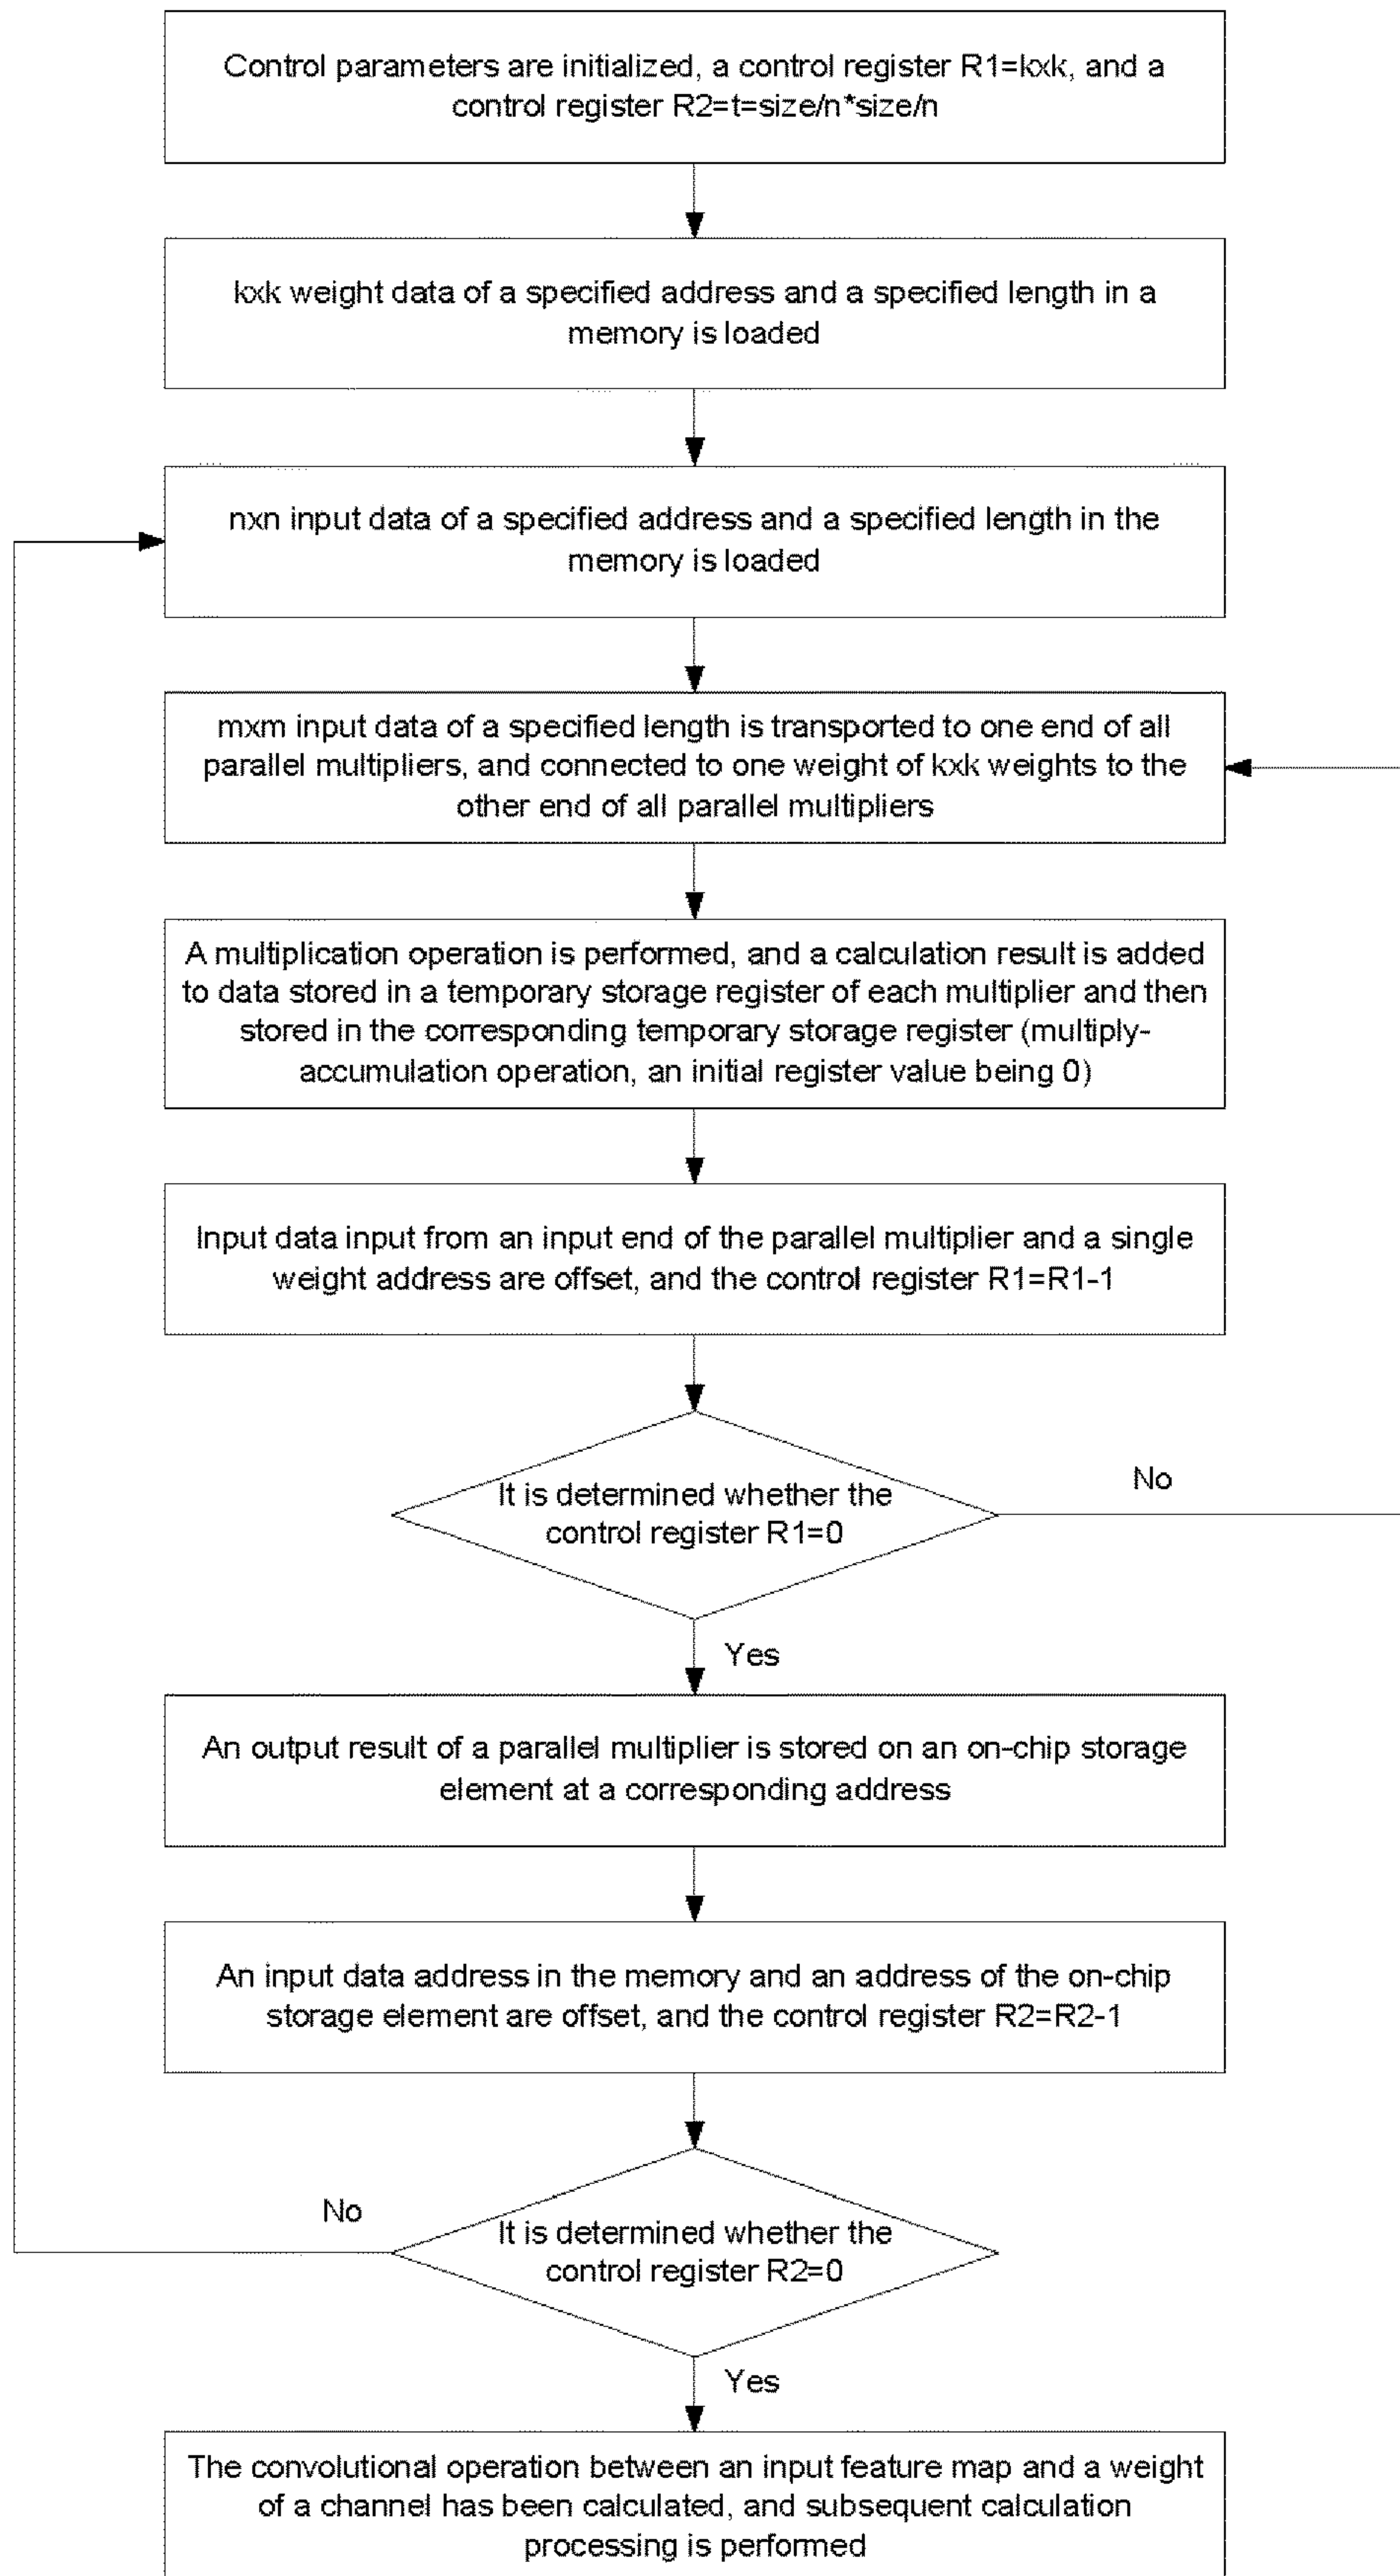 Control parameters are initialized, a control register R1=kxk, and a
control register R2=t=size/n*size/n
kxk weight data of a specified address and a specified length in a
memory is loaded
nxn input data of a specified address and a specified length in the
memory is loaded
mxm input data of a specified length is transported to one end of all
parallel multipliers, and connected to one weight of kxk weights to the
other end of all parallel multipliers
A multiplication operation is performed, and a calculation result is added
to data stored in a temporary storage register of each multiplier and then
stored in the corresponding temporary storage register (multiply-
accumulation operation, an initial register value being 0)
Input data input from an input end of the parallel multiplier and a single
weight address are offset, and the control register R1=R1-1
It is determined whether the
control register R1=0
No
Yes
An output result of a parallel multiplier is stored on an on-chip storage
element at a corresponding address
An input data address in the memory and an address of the on-chip
storage element are offset, and the control register R2=R2-1
No
It is determined whether the
control register R2=0
Yes
The convolutional operation between an input feature map and a weight
of a channel has been calculated, and subsequent calculation
processing is performed